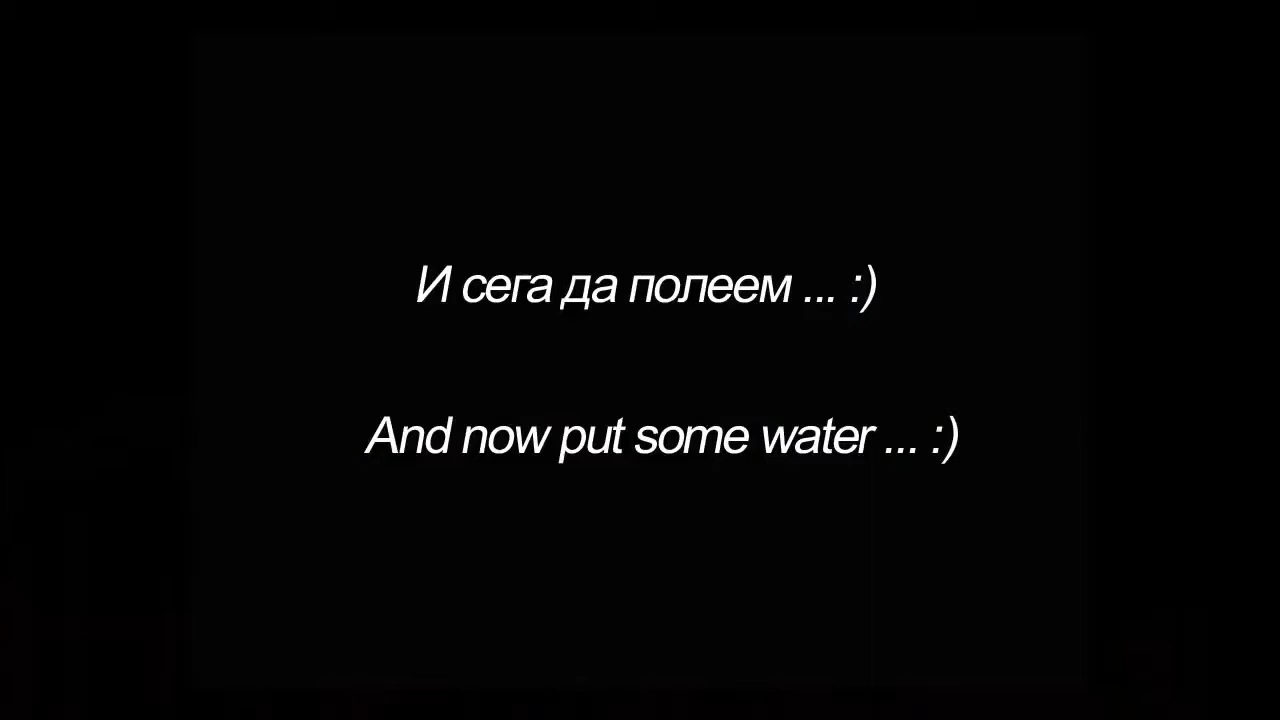 И сега да полеем ... :)
And now put some water ... :)